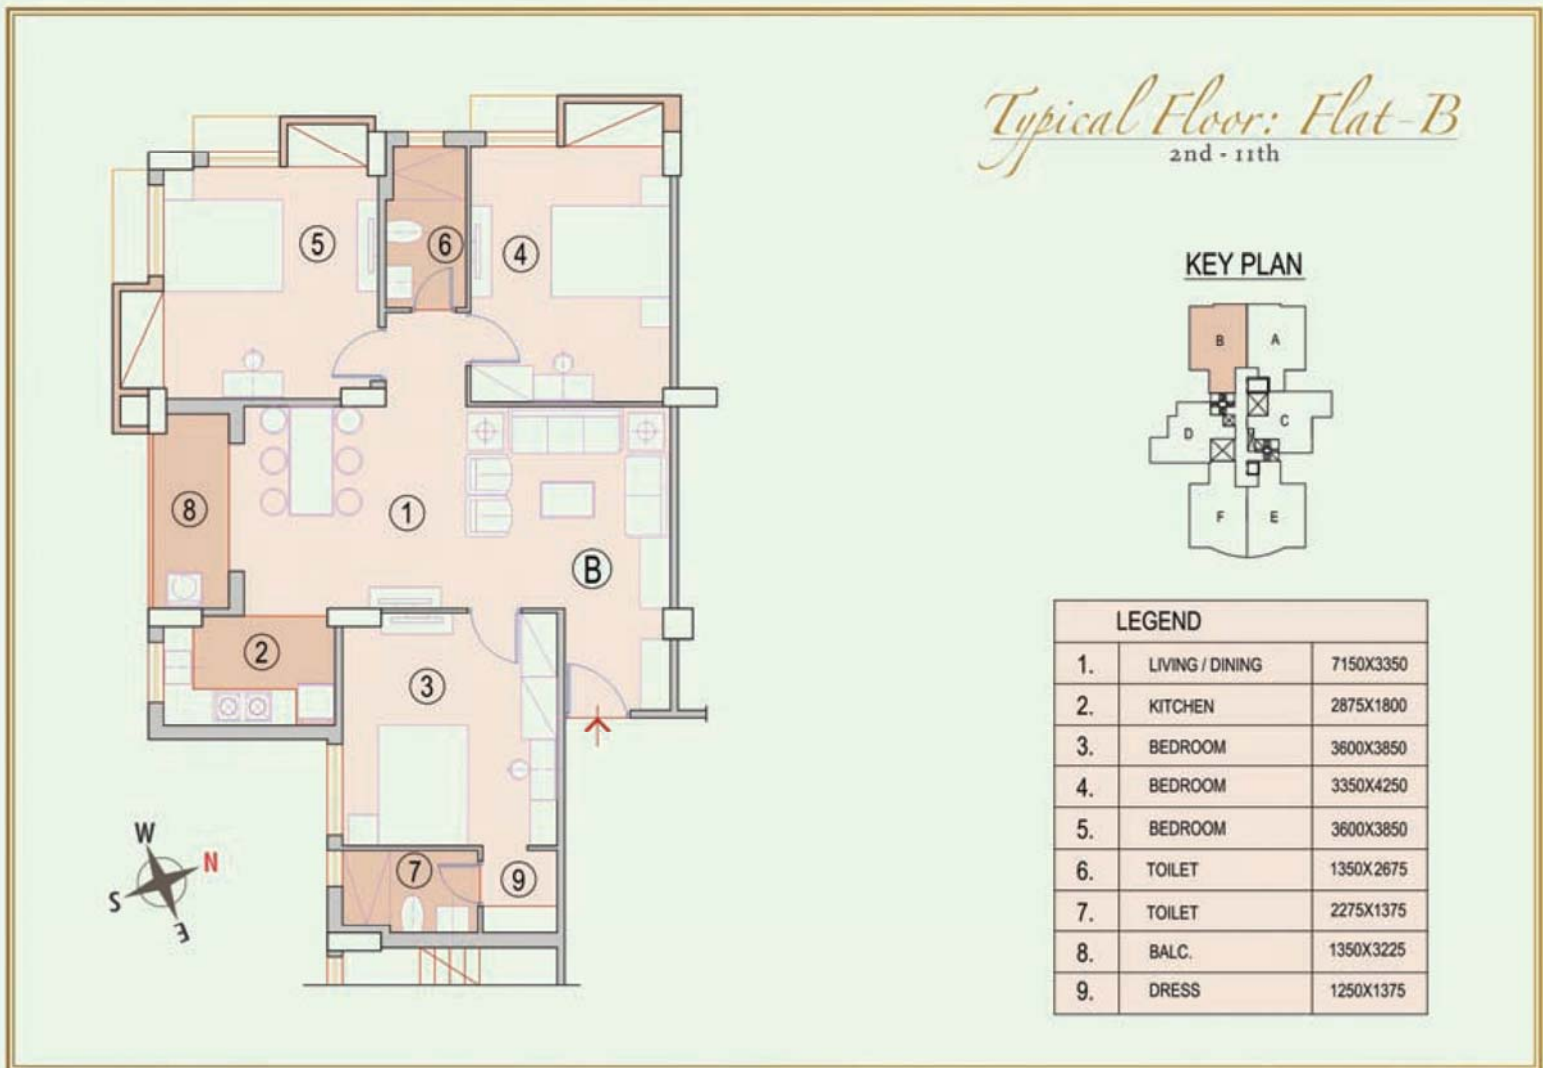 Typical Floor: Flat-B
2nd - 11th
5
6
4
8
1
B
2
3
7
9
W
N
S
E
KEY PLAN
B
A
D
C
F
E
LEGEND
1. LIVING / DINING 7150X3350
2. KITCHEN 2875X1800
3. BEDROOM 3600X3850
4. BEDROOM 3350X4250
5. BEDROOM 3600X3850
6. TOILET 1350X2675
7. TOILET 2275X1375
8. BALC. 1350X3225
9. DRESS 1250X1375